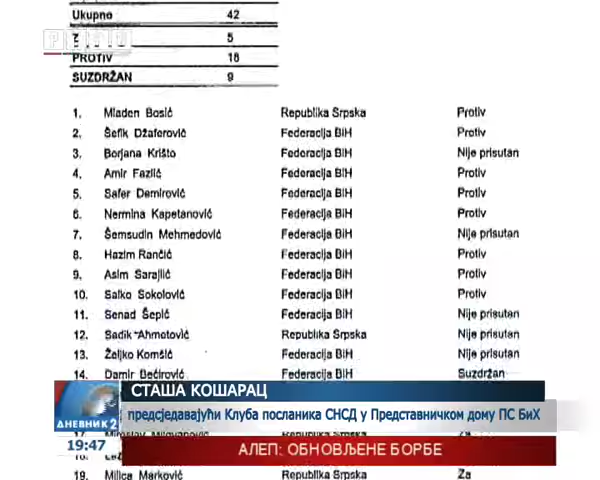 Ukupno 42
Z 5
PROTIV 18
SUZDRŽAN 9
1. Mladen Bosić Republika Srpska Protiv
2. Šefik Džaferović Federacija BiH Protiv
3. Borjana Krišto Federacija BiH Nije prisutan
4. Amir Fazlić Federacija BiH Protiv
5. Safer Demirović Federacija BiH Protiv
6. Nermina Kapetanović Federacija BiH Protiv
7. Šemsudin Mehmedović Federacija BiH Nije prisutan
8. Hazim Rančić Federacija BiH Protiv
9. Asim Sarajlić Federacija BiH Protiv
10. Salko Sokolović Federacija BiH Protiv
11. Senad Šepić Federacija BiH Nije prisutan
12. Sadik Ahmetović Republika Srpska Nije prisutan
13. Željko Komšić Federacija BiH Nije prisutan
14. Damir Bećirović Federacija BiH Suzdržan
СТАША КОШАРАЦ
предсједавајући Клуба посланика СНСД у Представничком дому ПС БиХ
ДНЕВНИК 2
19:47
АЛЕП: ОБНОВЉЕНЕ БОРБЕ
19. Milica Marković Republika Srpska Za